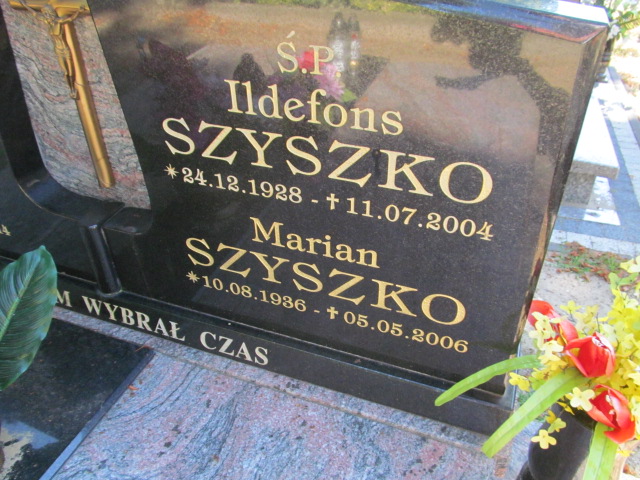 Ś.P.
Ildefons
SZYSZKO
*24.12.1928 - †11.07.2004
Marian
SZYSZKO
*10.08.1936 - †05.05.2006
WYBRAŁ CZAS